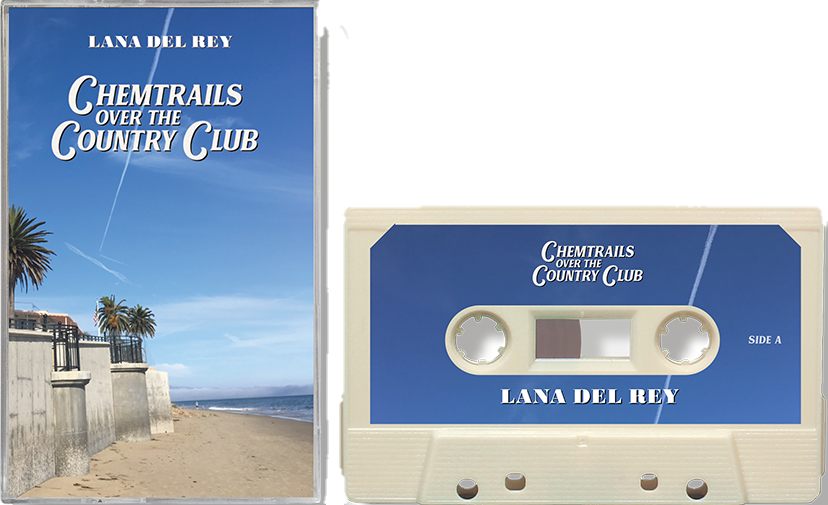 LANA DEL REY
CHEMTRAILS
OVER THE
COUNTRY CLUB
CHEMTRAILS
OVER THE
COUNTRY CLUB
SIDE A
LANA DEL REY